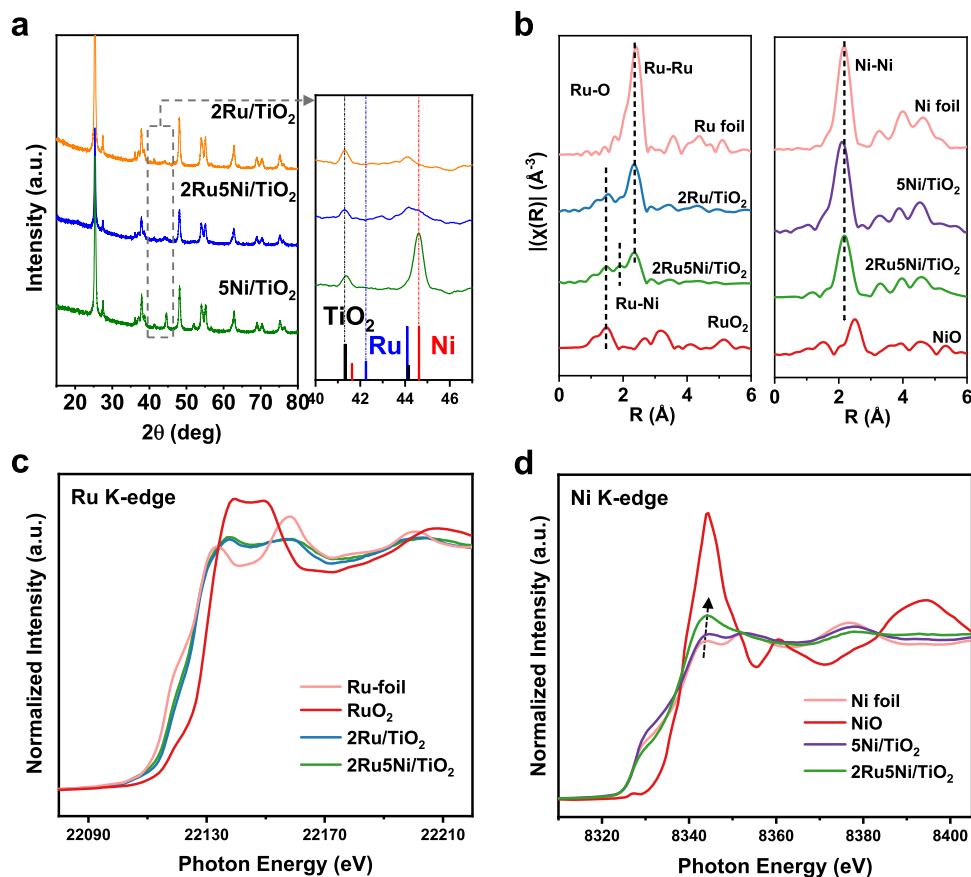 a
Intensity (a.u.)
2Ru/TiO₂
2Ru5Ni/TiO₂
5Ni/TiO₂
20 30 40 50 60 70 80
2θ (deg)
TiO₂
Ru
Ni
40 42 44 46
b
|(χ(R)| (Å⁻³)
Ru–O
Ru–Ru
Ru foil
2Ru/TiO₂
2Ru5Ni/TiO₂
Ru–Ni
RuO₂
0 2 4 6
R (Å)
Ni–Ni
Ni foil
5Ni/TiO₂
2Ru5Ni/TiO₂
NiO
0 2 4 6
R (Å)
c
Ru K-edge
Normalized Intensity (a.u.)
Ru-foil
RuO₂
2Ru/TiO₂
2Ru5Ni/TiO₂
22090 22130 22170 22210
Photon Energy (eV)
d
Ni K-edge
Normalized Intensity (a.u.)
Ni foil
NiO
5Ni/TiO₂
2Ru5Ni/TiO₂
8320 8340 8360 8380 8400
Photon Energy (eV)